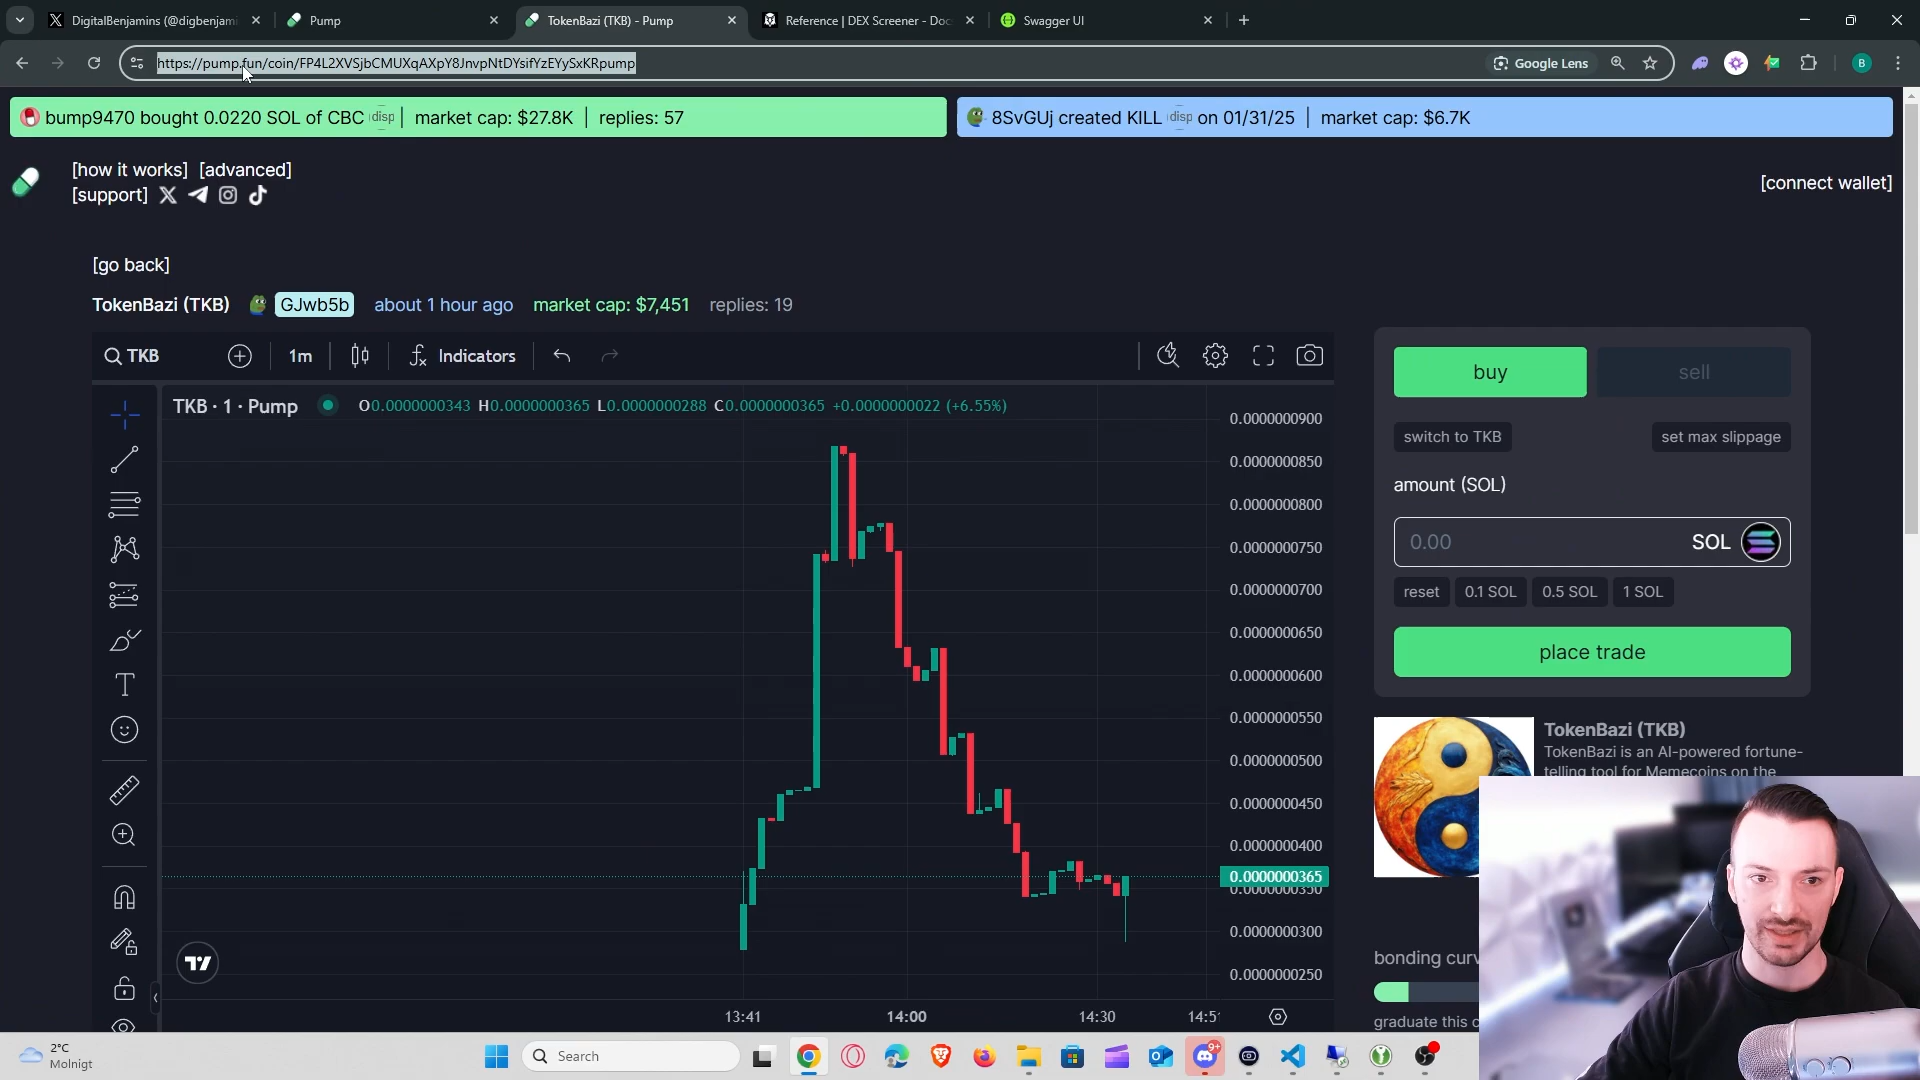 DigitalBenjamins (@digbenjami
Pump
TokenBazi (TKB) - Pump
Reference | DEX Screener - Doc
Swagger UI
https://pump.fun/coin/FP4L2XVSjbCMUXqAXpY8JnvpNtDYsifYzEYySxKRpump
Google Lens
B
bump9470 bought 0.0220 SOL of CBC disp | market cap: $27.8K | replies: 57
8SvGUj created KILL disp on 01/31/25 | market cap: $6.7K
[how it works] [advanced]
[support]
[connect wallet]
[go back]
TokenBazi (TKB) GJwb5b about 1 hour ago market cap: $7,451 replies: 19
TKB
1m
Indicators
TKB · 1 · Pump
O0.0000000343 H0.0000000365 L0.0000000288 C0.0000000365 +0.0000000022 (+6.55%)
0.0000000900
0.0000000850
0.0000000800
0.0000000750
0.0000000700
0.0000000650
0.0000000600
0.0000000550
0.0000000500
0.0000000450
0.0000000400
0.0000000365
0.0000000350
0.0000000300
0.0000000250
13:41
14:00
14:30
buy
sell
switch to TKB
set max slippage
amount (SOL)
0.00
SOL
reset
0.1 SOL
0.5 SOL
1 SOL
place trade
TokenBazi (TKB)
TokenBazi is an AI-powered fortune-
telling tool for Memecoins on the
bonding curv
graduate this c
2°C
Molnigt
Search
9+